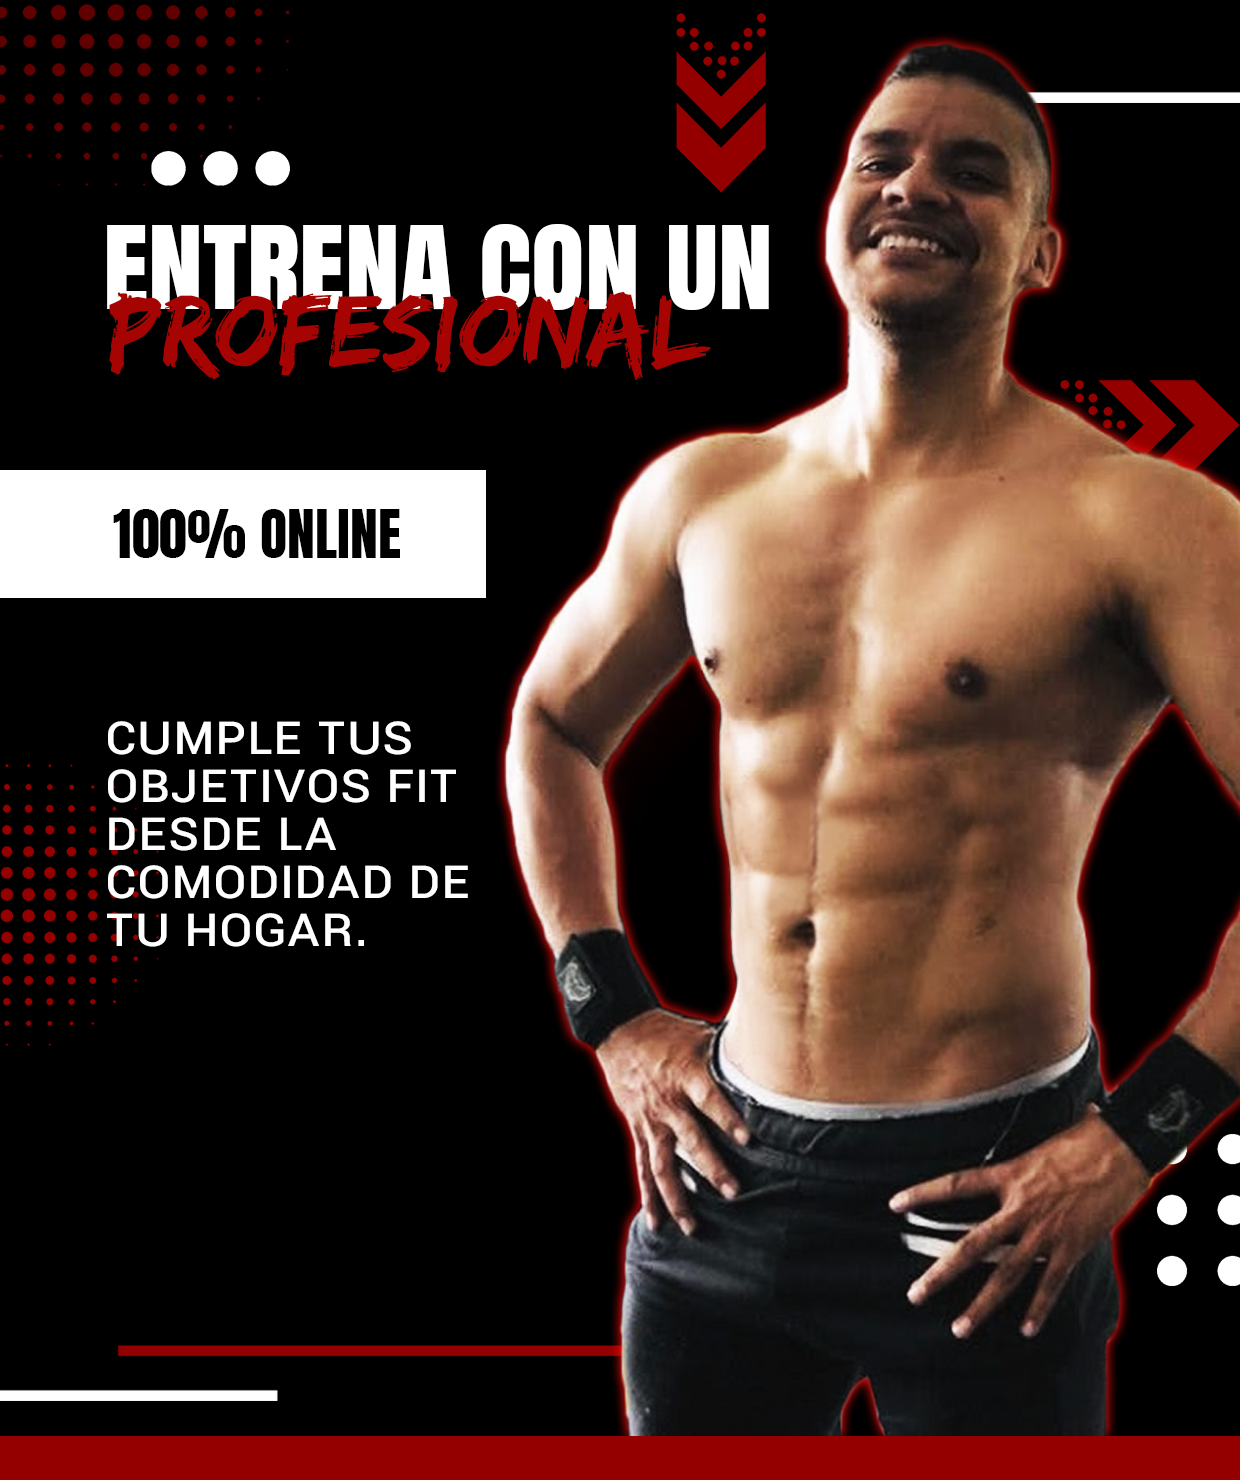 ENTRENA CON UN
PROFESIONAL
100% ONLINE
CUMPLE TUS
OBJETIVOS FIT
DESDE LA
COMODIDAD DE
TU HOGAR.